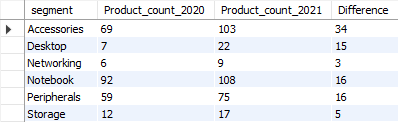 segment Product_count_2020 Product_count_2021 Difference
Accessories 69 103 34
Desktop 7 22 15
Networking 6 9 3
Notebook 92 108 16
Peripherals 59 75 16
Storage 12 17 5